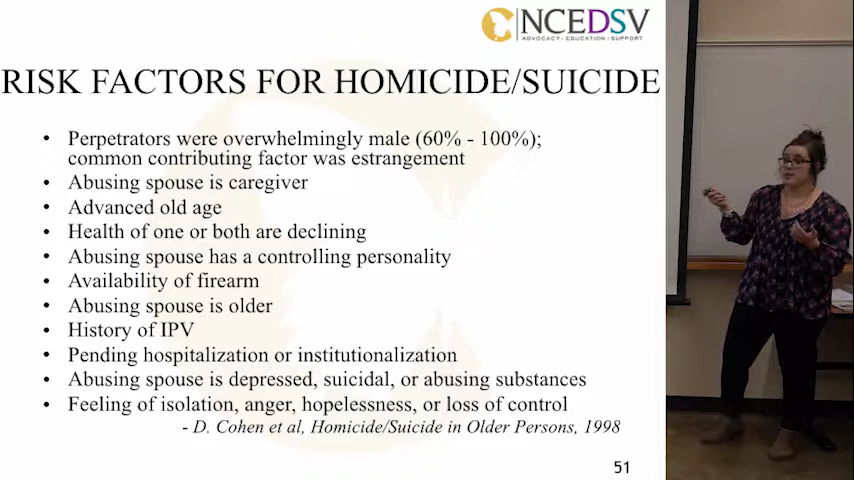 NCEDSV
ADVOCACY • EDUCATION • SUPPORT
RISK FACTORS FOR HOMICIDE/SUICIDE
• Perpetrators were overwhelmingly male (60% - 100%);
common contributing factor was estrangement
• Abusing spouse is caregiver
• Advanced old age
• Health of one or both are declining
• Abusing spouse has a controlling personality
• Availability of firearm
• Abusing spouse is older
• History of IPV
• Pending hospitalization or institutionalization
• Abusing spouse is depressed, suicidal, or abusing substances
• Feeling of isolation, anger, hopelessness, or loss of control
- D. Cohen et al, Homicide/Suicide in Older Persons, 1998
51